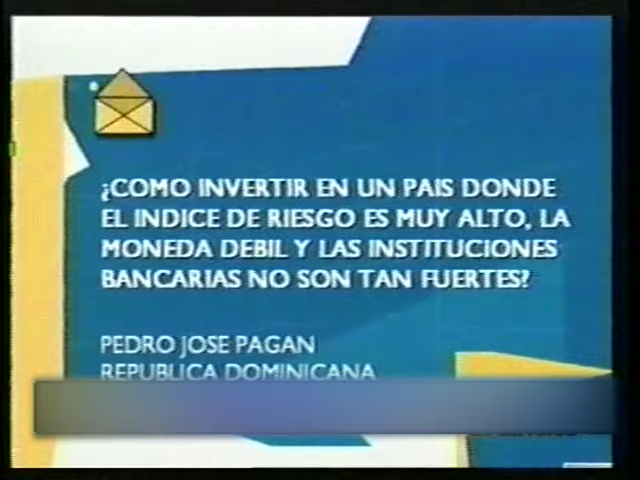 ¿COMO INVERTIR EN UN PAIS DONDE
EL INDICE DE RIESGO ES MUY ALTO, LA
MONEDA DEBIL Y LAS INSTITUCIONES
BANCARIAS NO SON TAN FUERTES?
PEDRO JOSE PAGAN
REPUBLICA DOMINICANA